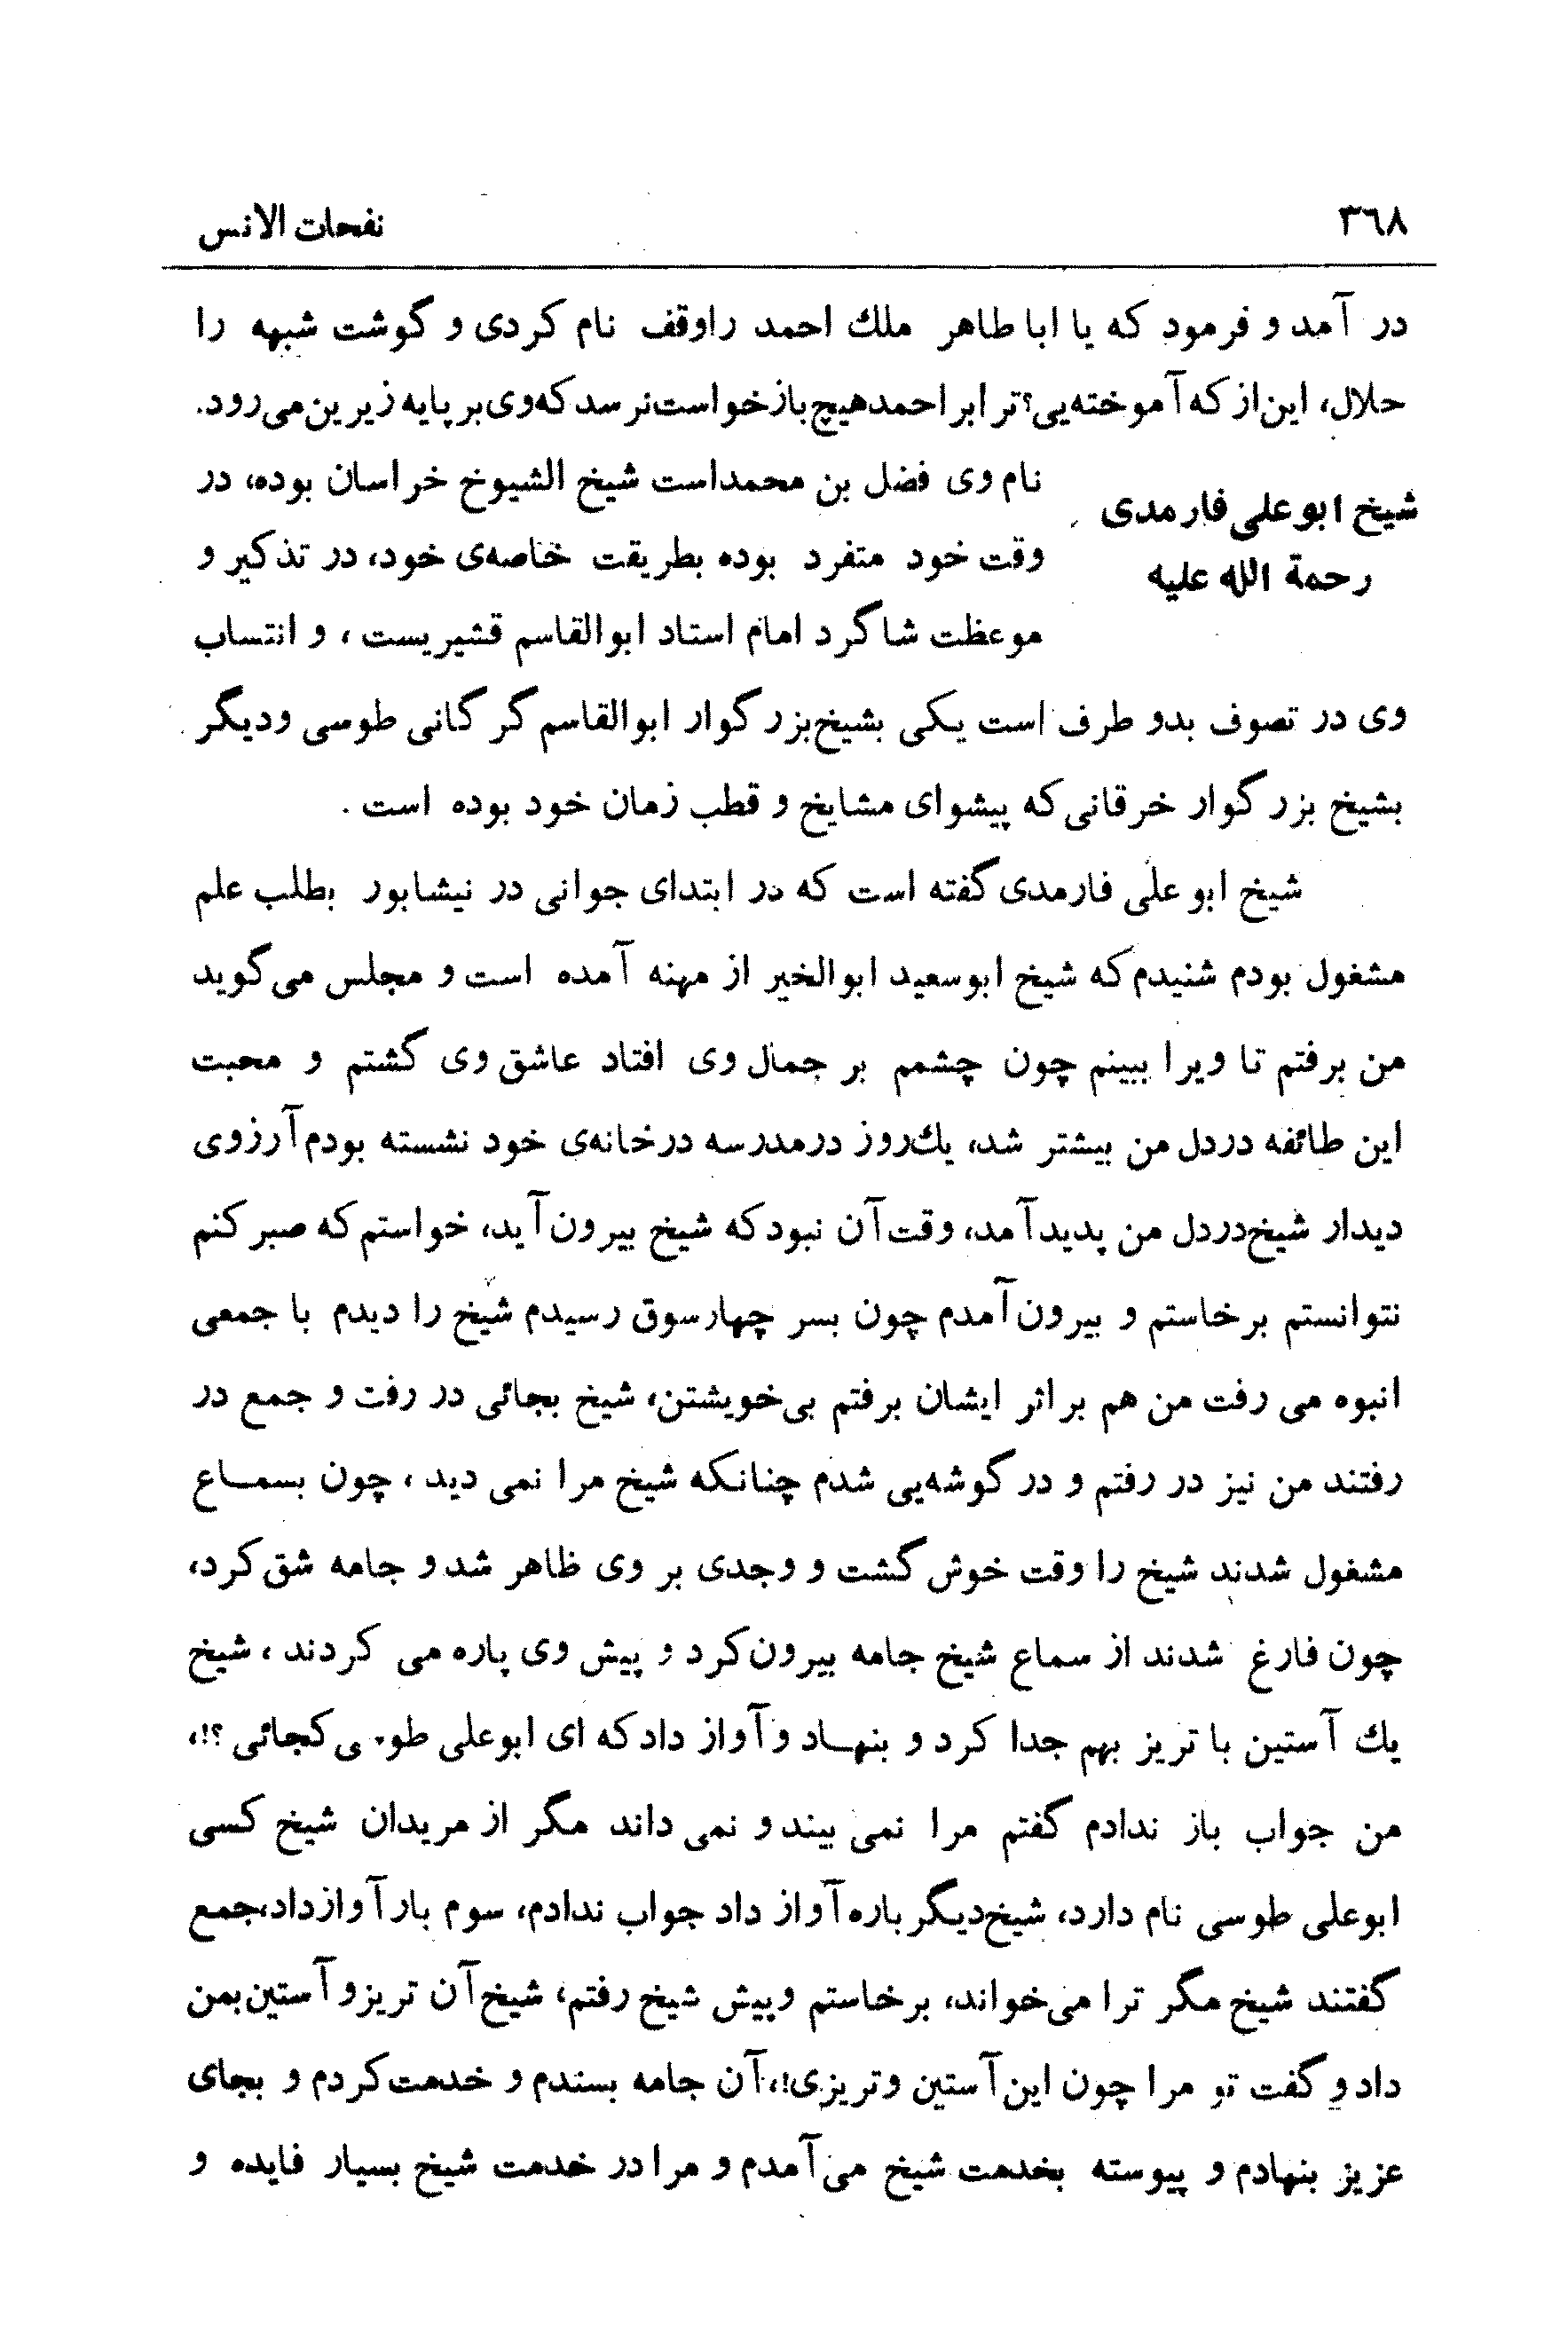 ۳٦۸ نفحات الانس
در آمد و فرمود که یا ابا طاهر ملك احمد راوقف نام کردی و گوشت شبهه را
حلال، این‌از که آموخته‌یی؟ترا بر احمدهیچ بازخواست‌نرسد که‌وی‌بر پایه زیرین‌می‌رود.
شیخ ابوعلی فارمدی
رحمة الله علیه
نام وی فضل بن محمداست شیخ الشیوخ خراسان بوده، در
وقت خود متفرد بوده بطریقت خاصه‌ی خود، در تذکیر و
موعظت شاگرد امام استاد ابوالقاسم قشیریست ، و انتساب
وی در تصوف بدو طرف است یکی بشیخ‌بزرگوار ابوالقاسم گرگانی طوسی ودیگر
بشیخ بزرگوار خرقانی که پیشوای مشایخ و قطب زمان خود بوده است .
شیخ ابو علی فارمدی گفته است که در ابتدای جوانی در نیشابور بطلب علم
مشغول بودم شنیدم که شیخ ابوسعید ابوالخیر از مهنه آمده است و مجلس می‌گوید
من برفتم تا ویرا ببینم چون چشمم بر جمال وی افتاد عاشق وی گشتم و محبت
این طائفه دردل من بیشتر شد، یك‌روز درمدرسه درخانه‌ی خود نشسته بودم آرزوی
دیدار شیخ‌دردل من پدیدآمد، وقت آن نبود که شیخ بیرون آید، خواستم که صبر کنم
نتوانستم برخاستم و بیرون آمدم چون بسر چهارسوق رسیدم شیخ را دیدم با جمعی
انبوه می رفت من هم بر اثر ایشان برفتم بی‌خویشتن، شیخ بجائی در رفت و جمع در
رفتند من نیز در رفتم و در گوشه‌یی شدم چنانکه شیخ مرا نمی دید ، چون بسمـاع
مشغول شدند شیخ را وقت خوش گشت و وجدی بر وی ظاهر شد و جامه شق کرد،
چون فارغ شدند از سماع شیخ جامه بیرون کرد و پیش وی پاره می کردند ، شیخ
یك آستین با تریز بهم جدا کرد و بنهـاد و آواز داد که ای ابوعلی طوسی کجائی ؟!،
من جواب باز ندادم گفتم مرا نمی بیند و نمی داند مگر از مریدان شیخ کسی
ابوعلی طوسی نام دارد، شیخ‌دیگر باره آواز داد جواب ندادم، سوم بار آوازداد،جمع
گفتند شیخ مگر ترا می‌خواند، برخاستم وپیش شیخ رفتم، شیخ آن تریزو آستین‌بمن
داد و گفت تو مرا چون این آستین وتریزی!،آن جامه بستدم و خدمت کردم و بجای
عزیز بنهادم و پیوسته بخدمت شیخ می‌آمدم و مرا در خدمت شیخ بسیار فایده و